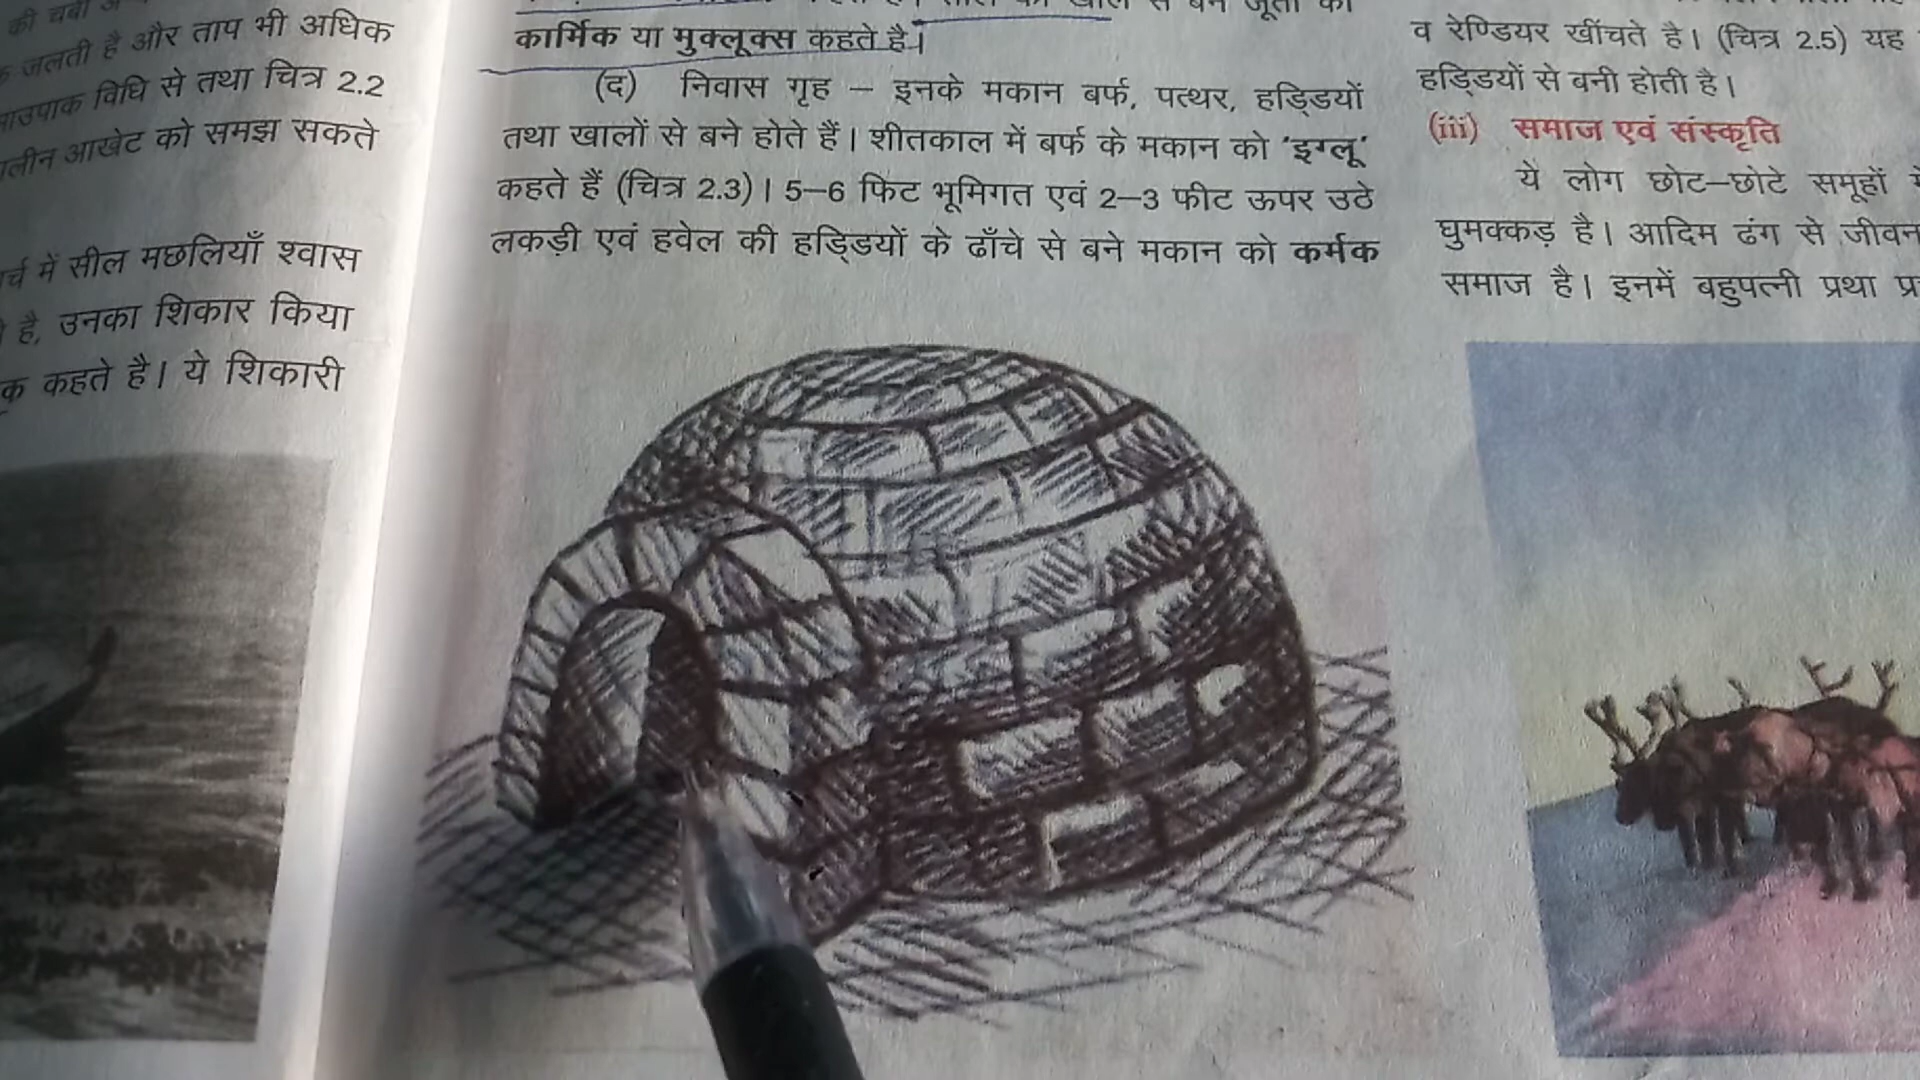 की चर्बी
जलती है और ताप भी अधिक
माउपाक विधि से तथा चित्र 2.2
आखेट को समझ सकते
में सील मछलियाँ श्वास
है, उनका शिकार किया
कहते है। ये शिकारी
कार्मिक या मुक्लूक्स कहते है।
(द) निवास गृह – इनके मकान बर्फ, पत्थर, हड्डियों
तथा खालों से बने होते हैं। शीतकाल में बर्फ के मकान को 'इग्लू'
कहते हैं (चित्र 2.3)। 5–6 फिट भूमिगत एवं 2–3 फीट ऊपर उठे
लकड़ी एवं हवेल की हड्डियों के ढाँचे से बने मकान को कर्मक
व रेण्डियर खींचते है। (चित्र 2.5) यह
हड्डियों से बनी होती है।
(iii) समाज एवं संस्कृति
ये लोग छोट–छोटे समूहों
घुमक्कड़ है। आदिम ढंग से जीवन
समाज है। इनमें बहुपत्नी प्रथा